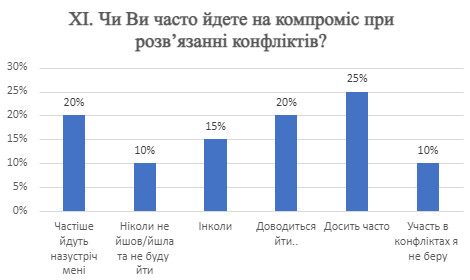 XI. Чи Ви часто йдете на компроміс при
розв’язанні конфліктів?
30%
25%
20%
15%
10%
5%
0%
20%
10%
15%
20%
25%
10%
Частіше
йдуть
назустріч
мені
Ніколи не
йшов/йшла
та не буду
йти
Інколи
Доводиться
йти..
Досить часто
Участь в
конфліктах я
не беру